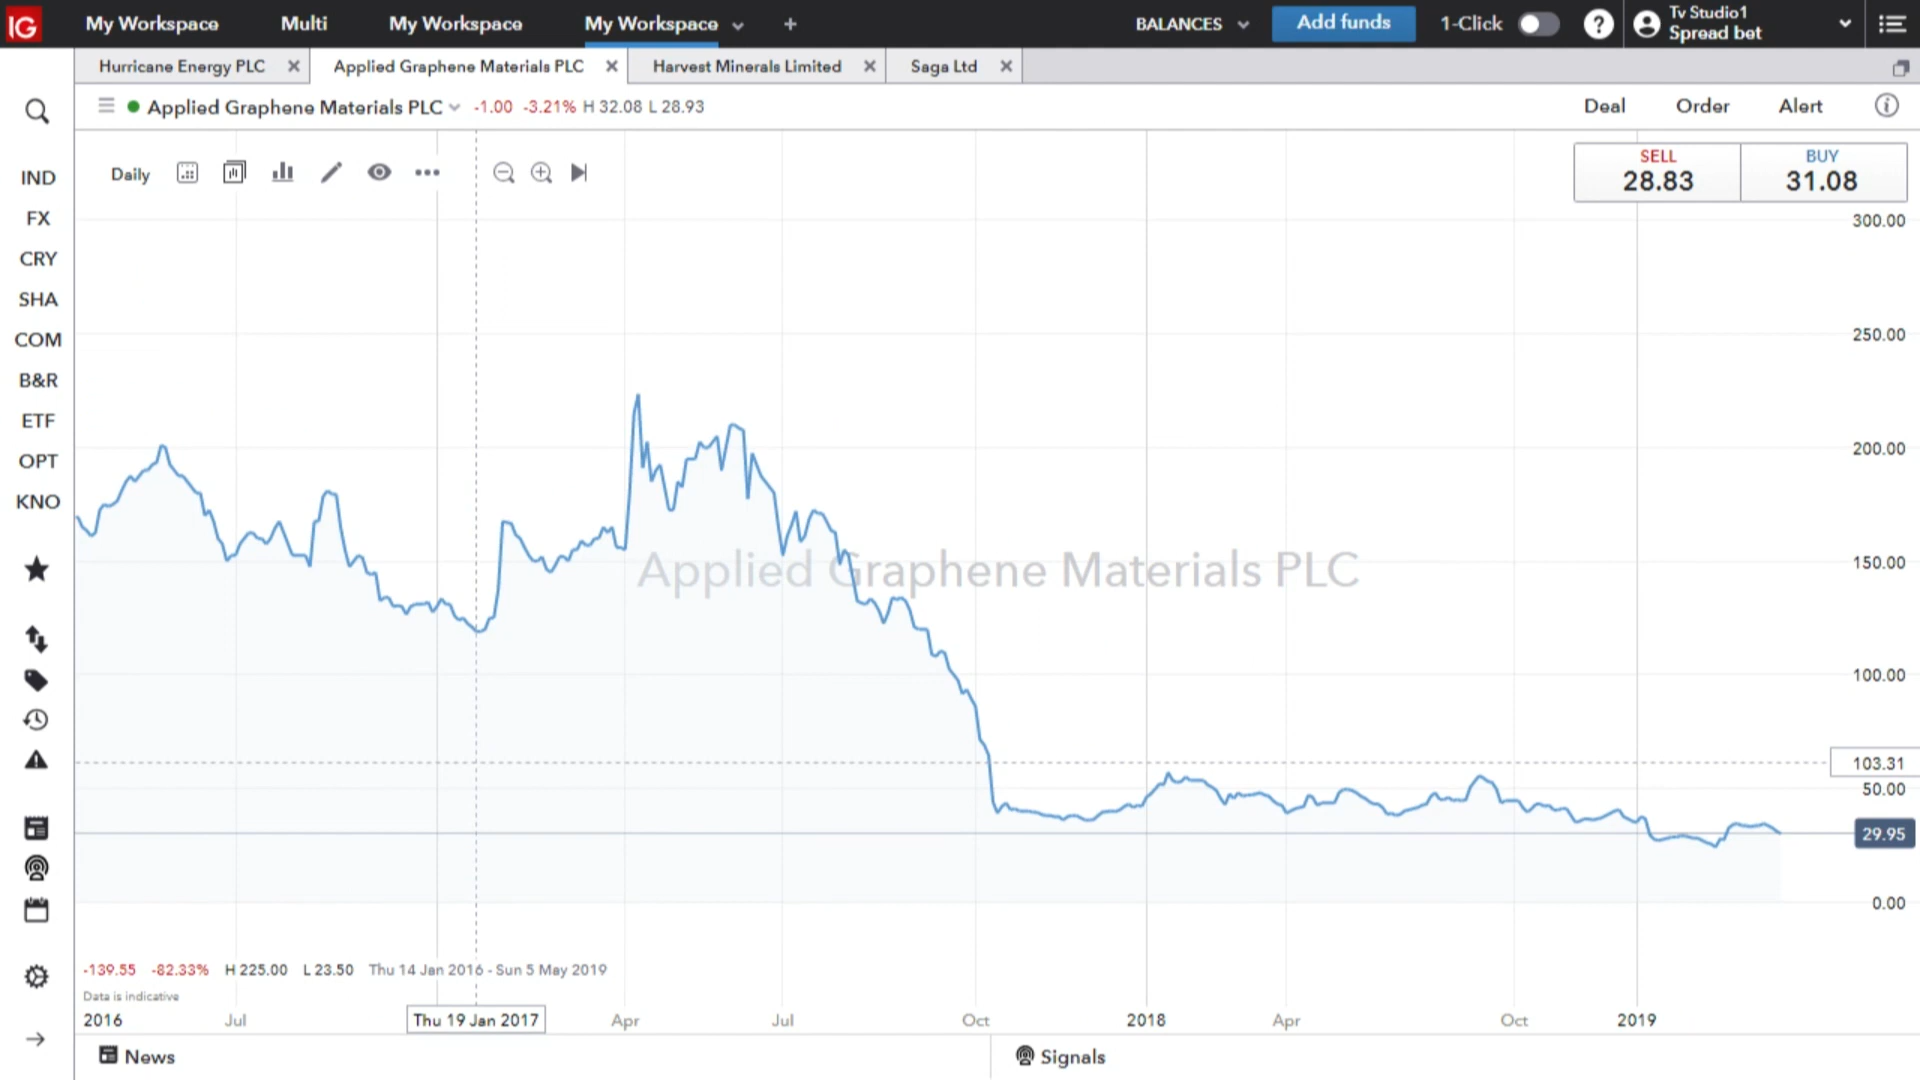 IG
My Workspace
Multi
My Workspace
My Workspace
+
BALANCES
Add funds
1-Click
?
Tv Studio1
Spread bet
Hurricane Energy PLC
Applied Graphene Materials PLC
Harvest Minerals Limited
Saga Ltd
Applied Graphene Materials PLC -1.00 -3.21% H 32.08 L 28.93
Deal
Order
Alert
Daily
SELL
28.83
BUY
31.08
IND
FX
CRY
SHA
COM
B&R
ETF
OPT
KNO
300.00
250.00
200.00
150.00
100.00
103.31
50.00
29.95
0.00
Applied Graphene Materials PLC
-139.55 -82.33% H 225.00 L 23.50 Thu 14 Jan 2016 - Sun 5 May 2019
Data is indicative
2016
Jul
Thu 19 Jan 2017
Apr
Jul
Oct
2018
Apr
Oct
2019
News
Signals